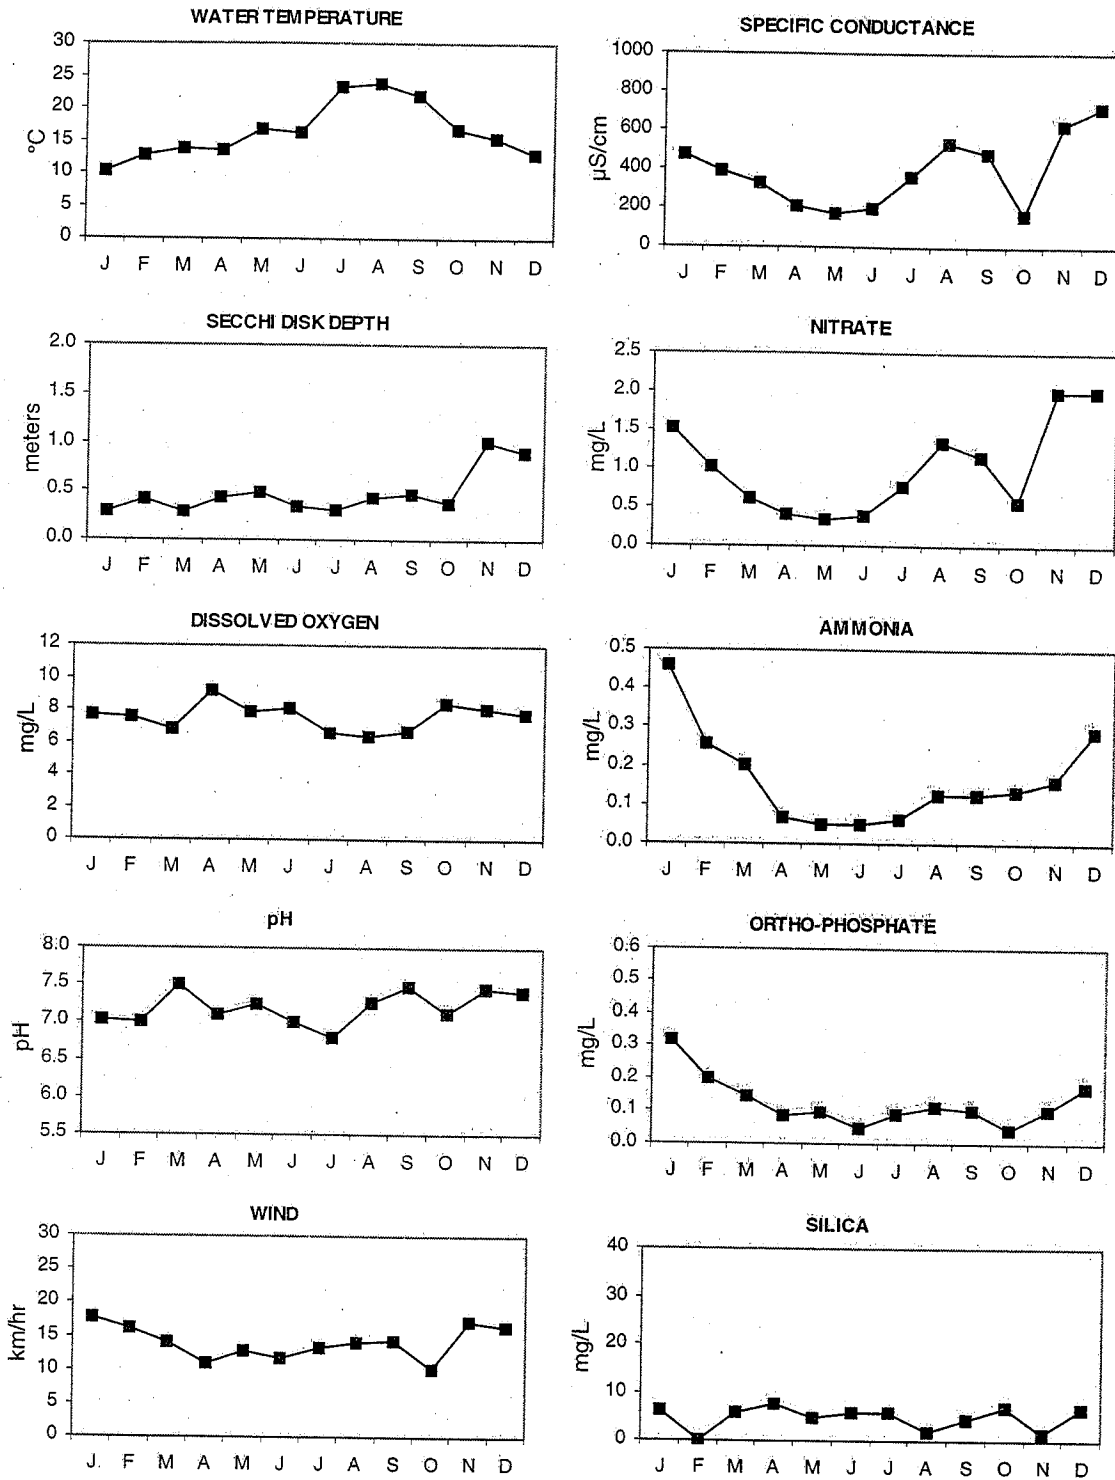 WATER TEMPERATURE
30
25
20
15
10
5
0
°C
J F M A M J J A S O N D
SPECIFIC CONDUCTANCE
1000
800
600
400
200
0
µS/cm
J F M A M J J A S O N D
SECCHI DISK DEPTH
2.0
1.5
1.0
0.5
0.0
meters
J F M A M J J A S O N D
NITRATE
2.5
2.0
1.5
1.0
0.5
0.0
mg/L
J F M A M J J A S O N D
DISSOLVED OXYGEN
12
10
8
6
4
2
0
mg/L
J F M A M J J A S O N D
AMMONIA
0.5
0.4
0.3
0.2
0.1
0.0
mg/L
J F M A M J J A S O N D
pH
8.0
7.5
7.0
6.5
6.0
5.5
pH
J F M A M J J A S O N D
ORTHO-PHOSPHATE
0.6
0.5
0.4
0.3
0.2
0.1
0.0
mg/L
J F M A M J J A S O N D
WIND
30
25
20
15
10
5
0
km/hr
J F M A M J J A S O N D
SILICA
40
30
20
10
0
mg/L
J F M A M J J A S O N D